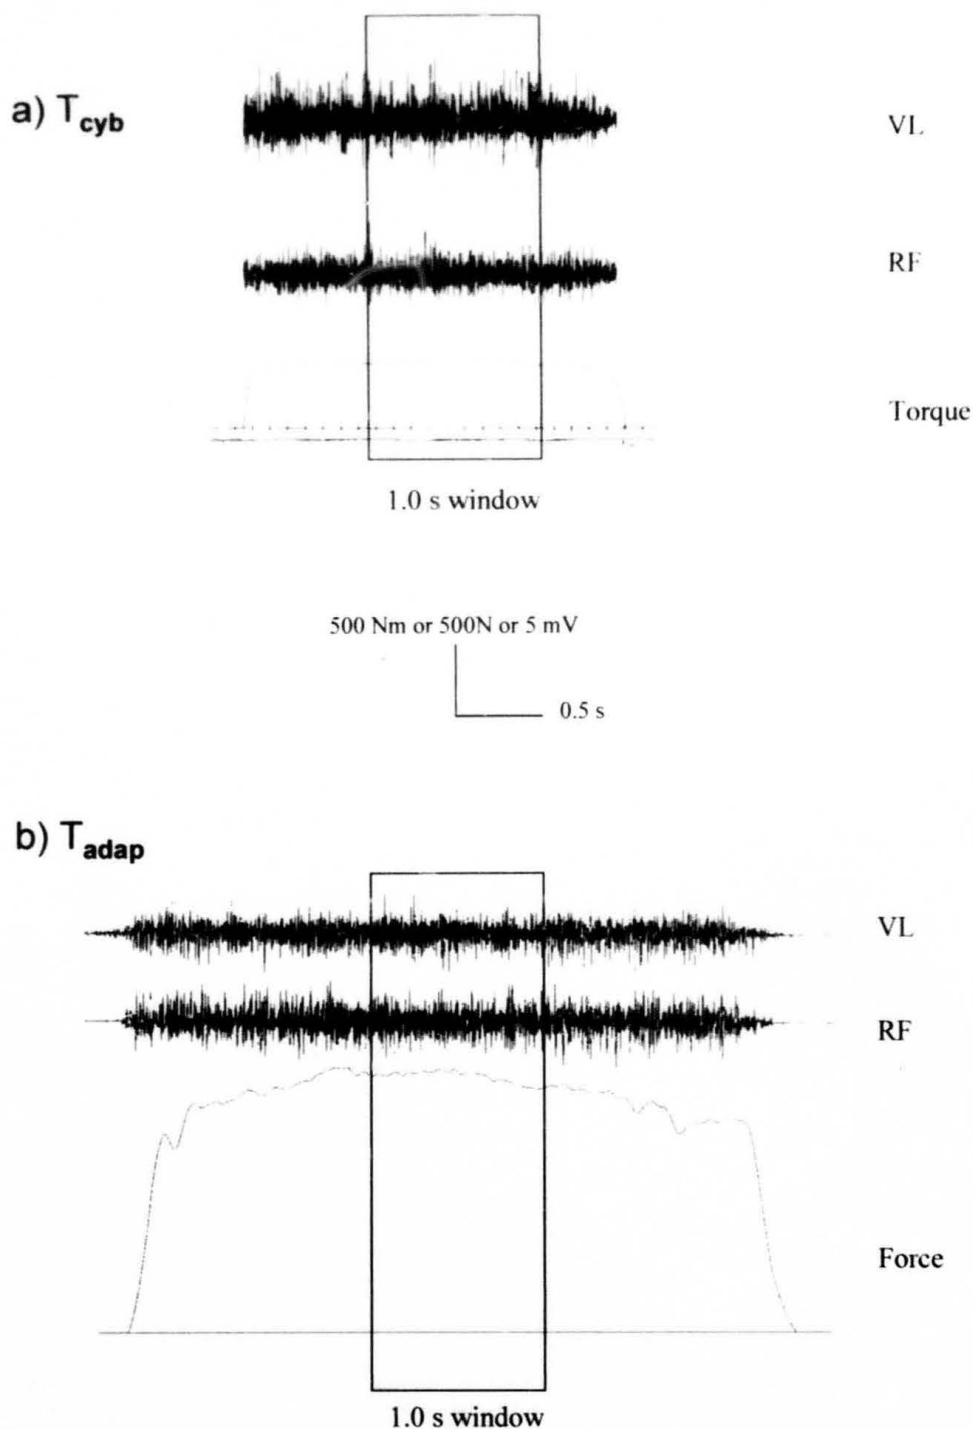 a) Tcyb
VL
RF
Torque
1.0 s window
500 Nm or 500N or 5 mV
0.5 s
b) Tadap
VL
RF
Force
1.0 s window